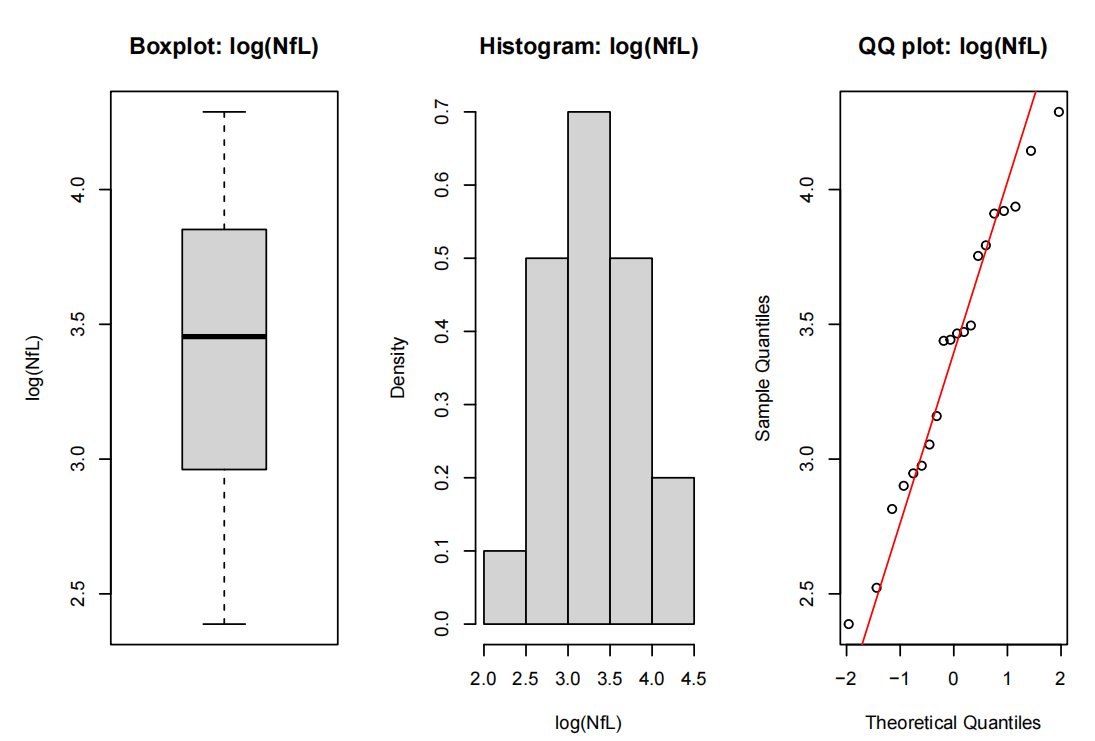 Boxplot: log(NfL)
log(NfL)
4.0
3.5
3.0
2.5
Histogram: log(NfL)
Density
0.7
0.6
0.5
0.4
0.3
0.2
0.1
0.0
2.0 2.5 3.0 3.5 4.0 4.5
log(NfL)
QQ plot: log(NfL)
Sample Quantiles
4.0
3.5
3.0
2.5
−2 −1 0 1 2
Theoretical Quantiles